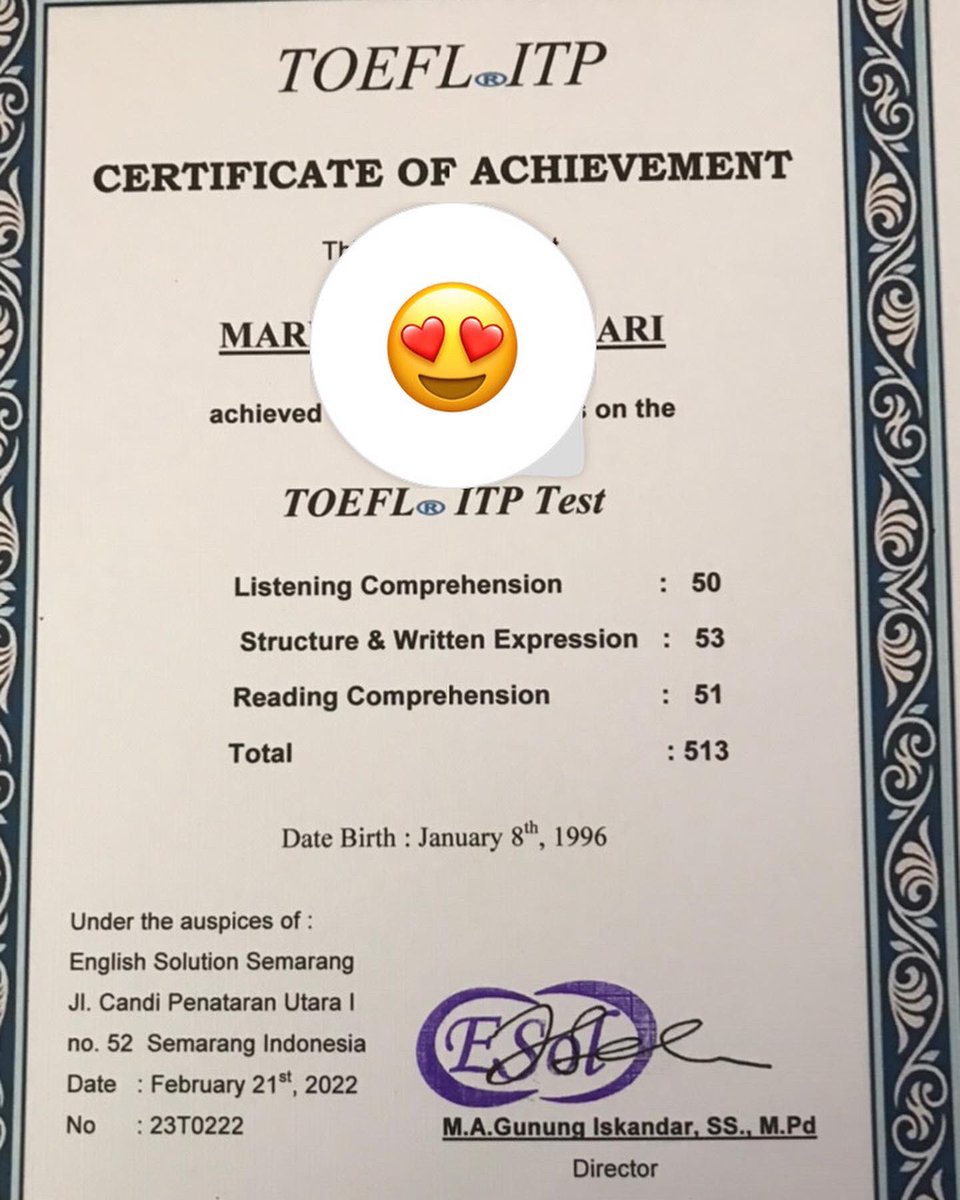 TOEFL® ITP
CERTIFICATE OF ACHIEVEMENT
achieved on the
TOEFL® ITP Test
Listening Comprehension : 50
Structure & Written Expression : 53
Reading Comprehension : 51
Total : 513
Date Birth : January 8th, 1996
Under the auspices of :
English Solution Semarang
Jl. Candi Penataran Utara I
no. 52 Semarang Indonesia
Date : February 21st, 2022
No : 23T0222
ESol
M.A.Gunung Iskandar, SS., M.Pd
Director